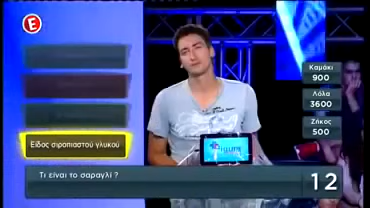 E
Καμάκι
900
Λόλα
3600
Ζήκος
500
Είδος σιροπιαστού γλυκού
Τι είναι το σαραγλί ?
12